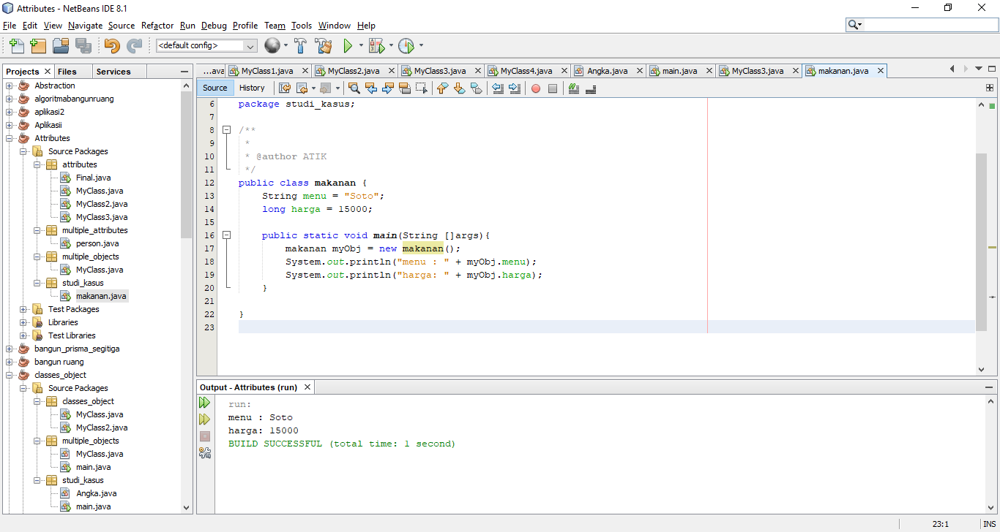 Attributes - NetBeans IDE 8.1
File Edit View Navigate Source Refactor Run Debug Profile Team Tools Window Help
<default config>
Projects Files Services
Abstraction
algoritmabangunruang
aplikasi2
Aplikasii
Attributes
Source Packages
attributes
Final.java
MyClass.java
MyClass2.java
MyClass3.java
multiple_attributes
person.java
multiple_objects
MyClass.java
studi_kasus
makanan.java
Test Packages
Libraries
Test Libraries
bangun_prisma_segitiga
bangun ruang
classes_object
Source Packages
classes_object
MyClass.java
MyClass2.java
multiple_objects
MyClass.java
main.java
studi_kasus
Angka.java
main.java
...ava MyClass1.java MyClass2.java MyClass3.java MyClass4.java Angka.java main.java MyClass3.java makanan.java
Source History
6 package studi_kasus;
7
8 /**
9 *
10 * @author ATIK
11 */
12 public class makanan {
13 String menu = "Soto";
14 long harga = 15000;
15
16 public static void main(String []args){
17 makanan myObj = new makanan();
18 System.out.println("menu : " + myObj.menu);
19 System.out.println("harga: " + myObj.harga);
20 }
21
22 }
23
Output - Attributes (run)
run:
menu : Soto
harga: 15000
BUILD SUCCESSFUL (total time: 1 second)
23:1 INS